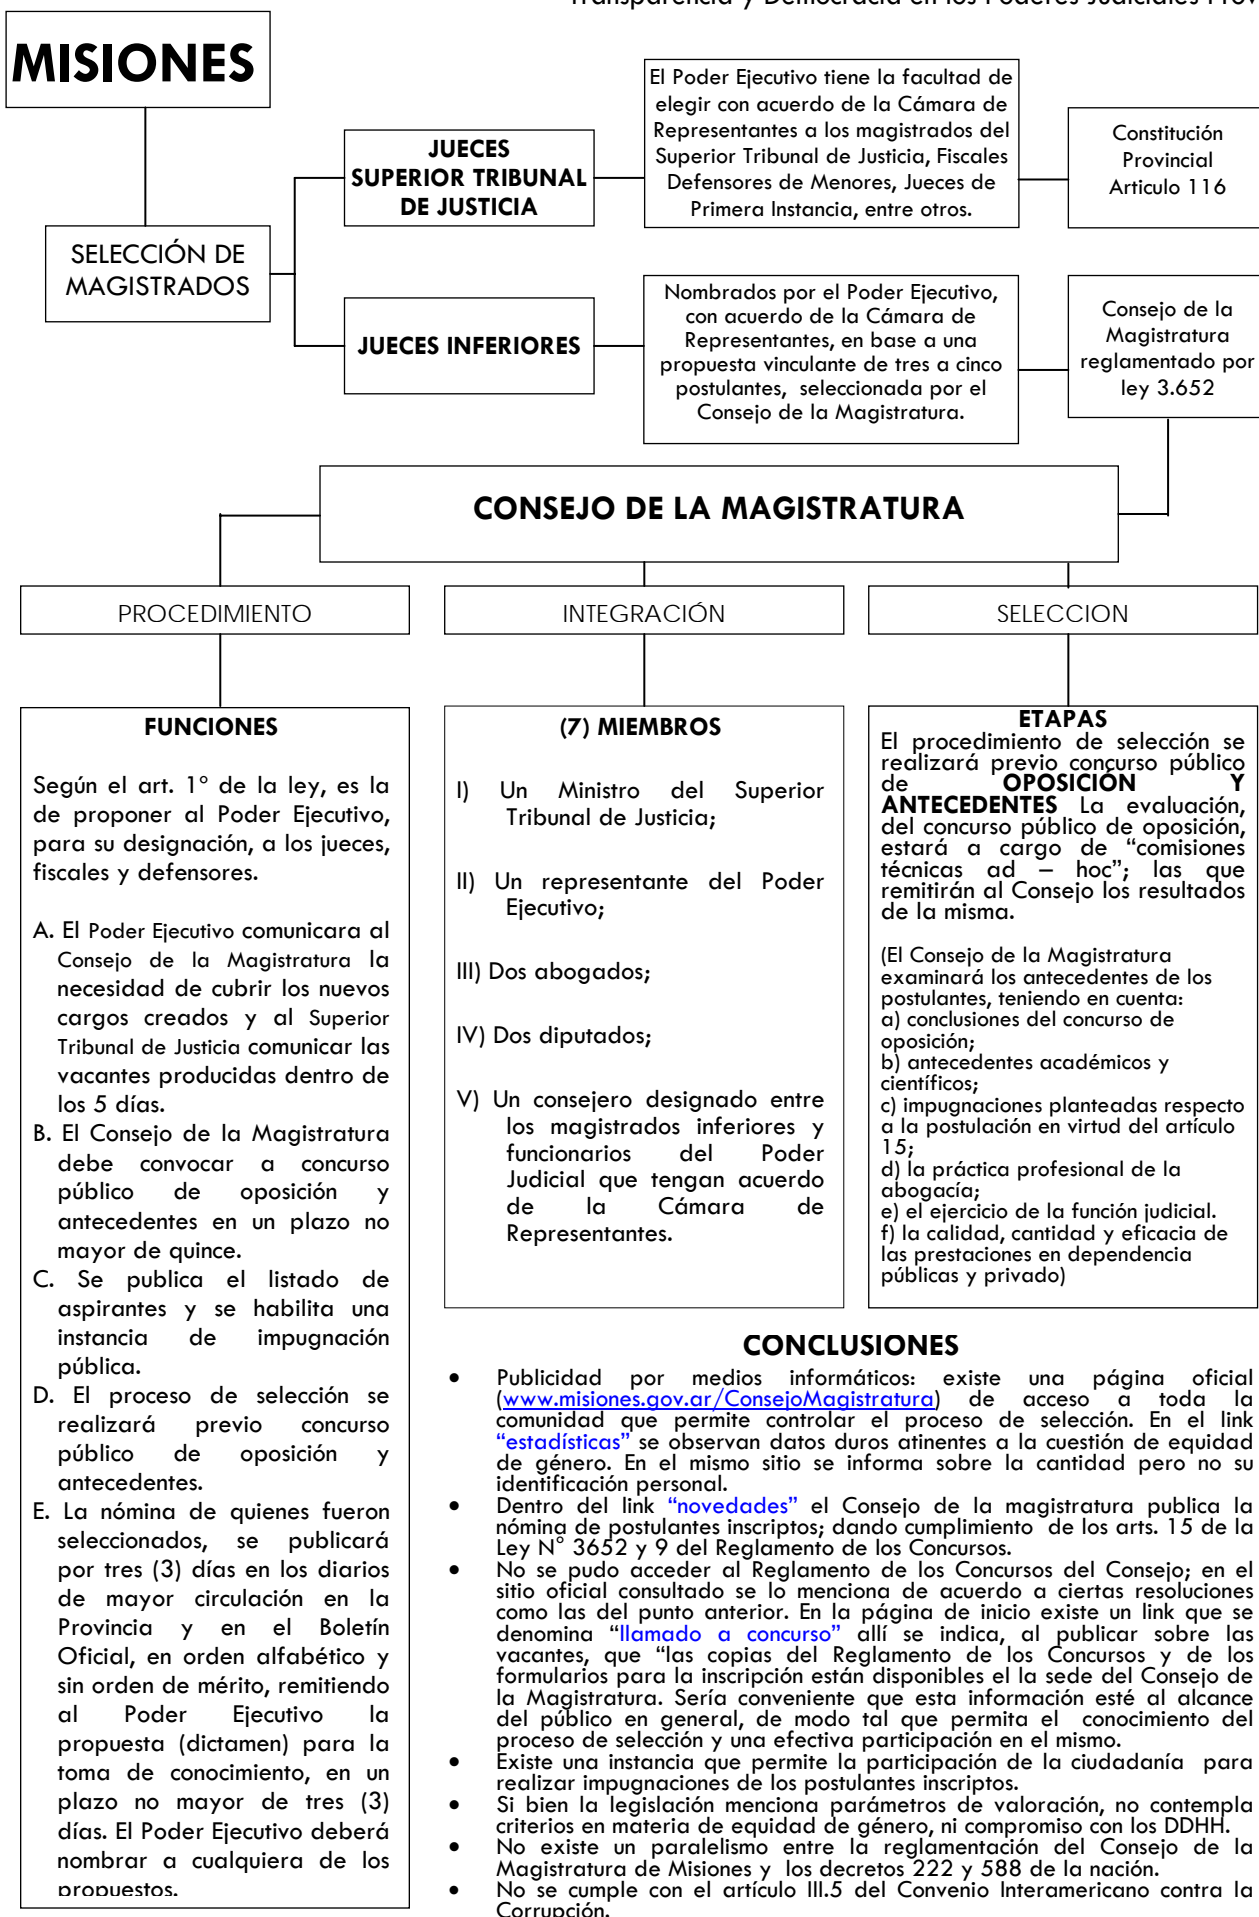 Transparencia y Democracia en los Poderes Judiciales
MISIONES
SELECCIÓN DE
MAGISTRADOS
JUECES
SUPERIOR TRIBUNAL
DE JUSTICIA
El Poder Ejecutivo tiene la facultad de
elegir con acuerdo de la Cámara de
Representantes a los magistrados del
Superior Tribunal de Justicia, Fiscales
Defensores de Menores, Jueces de
Primera Instancia, entre otros.
Constitución
Provincial
Articulo 116
JUECES INFERIORES
Nombrados por el Poder Ejecutivo,
con acuerdo de la Cámara de
Representantes, en base a una
propuesta vinculante de tres a cinco
postulantes, seleccionada por el
Consejo de la Magistratura.
Consejo de la
Magistratura
reglamentado por
ley 3.652
CONSEJO DE LA MAGISTRATURA
PROCEDIMIENTO
INTEGRACIÓN
SELECCION
FUNCIONES
Según el art. 1° de la ley, es la
de proponer al Poder Ejecutivo,
para su designación, a los jueces,
fiscales y defensores.
A. El Poder Ejecutivo comunicara al
Consejo de la Magistratura la
necesidad de cubrir los nuevos
cargos creados y al Superior
Tribunal de Justicia comunicar las
vacantes producidas dentro de
los 5 días.
B. El Consejo de la Magistratura
debe convocar a concurso
público de oposición y
antecedentes en un plazo no
mayor de quince.
C. Se publica el listado de
aspirantes y se habilita una
instancia de impugnación
pública.
D. El proceso de selección se
realizará previo concurso
público de oposición y
antecedentes.
E. La nómina de quienes fueron
seleccionados, se publicará
por tres (3) días en los diarios
de mayor circulación en la
Provincia y en el Boletín
Oficial, en orden alfabético y
sin orden de mérito, remitiendo
al Poder Ejecutivo la
propuesta (dictamen) para la
toma de conocimiento, en un
plazo no mayor de tres (3)
días. El Poder Ejecutivo deberá
nombrar a cualquiera de los
propuestos.
(7) MIEMBROS
I) Un Ministro del Superior
Tribunal de Justicia;
II) Un representante del Poder
Ejecutivo;
III) Dos abogados;
IV) Dos diputados;
V) Un consejero designado entre
los magistrados inferiores y
funcionarios del Poder
Judicial que tengan acuerdo
de la Cámara de
Representantes.
ETAPAS
El procedimiento de selección se
realizará previo concurso público
de OPOSICIÓN Y
ANTECEDENTES La evaluación,
del concurso público de oposición,
estará a cargo de “comisiones
técnicas ad – hoc”; las que
remitirán al Consejo los resultados
de la misma.
(El Consejo de la Magistratura
examinará los antecedentes de los
postulantes, teniendo en cuenta:
a) conclusiones del concurso de
oposición;
b) antecedentes académicos y
científicos;
c) impugnaciones planteadas respecto
a la postulación en virtud del artículo
15;
d) la práctica profesional de la
abogacía;
e) el ejercicio de la función judicial.
f) la calidad, cantidad y eficacia de
las prestaciones en dependencia
públicas y privado)
CONCLUSIONES
• Publicidad por medios informáticos: existe una página oficial
(www.misiones.gov.ar/ConsejoMagistratura) de acceso a toda la
comunidad que permite controlar el proceso de selección. En el link
“estadísticas” se observan datos duros atinentes a la cuestión de equidad
de género. En el mismo sitio se informa sobre la cantidad pero no su
identificación personal.
• Dentro del link “novedades” el Consejo de la magistratura publica la
nómina de postulantes inscriptos; dando cumplimiento de los arts. 15 de la
Ley N° 3652 y 9 del Reglamento de los Concursos.
• No se pudo acceder al Reglamento de los Concursos del Consejo; en el
sitio oficial consultado se lo menciona de acuerdo a ciertas resoluciones
como las del punto anterior. En la página de inicio existe un link que se
denomina “llamado a concurso” allí se indica, al publicar sobre las
vacantes, que “las copias del Reglamento de los Concursos y de los
formularios para la inscripción están disponibles el la sede del Consejo de
la Magistratura. Sería conveniente que esta información esté al alcance
del público en general, de modo tal que permita el conocimiento del
proceso de selección y una efectiva participación en el mismo.
• Existe una instancia que permite la participación de la ciudadanía para
realizar impugnaciones de los postulantes inscriptos.
• Si bien la legislación menciona parámetros de valoración, no contempla
criterios en materia de equidad de género, ni compromiso con los DDHH.
• No existe un paralelismo entre la reglamentación del Consejo de la
Magistratura de Misiones y los decretos 222 y 588 de la nación.
• No se cumple con el artículo III.5 del Convenio Interamericano contra la
Corrupción.